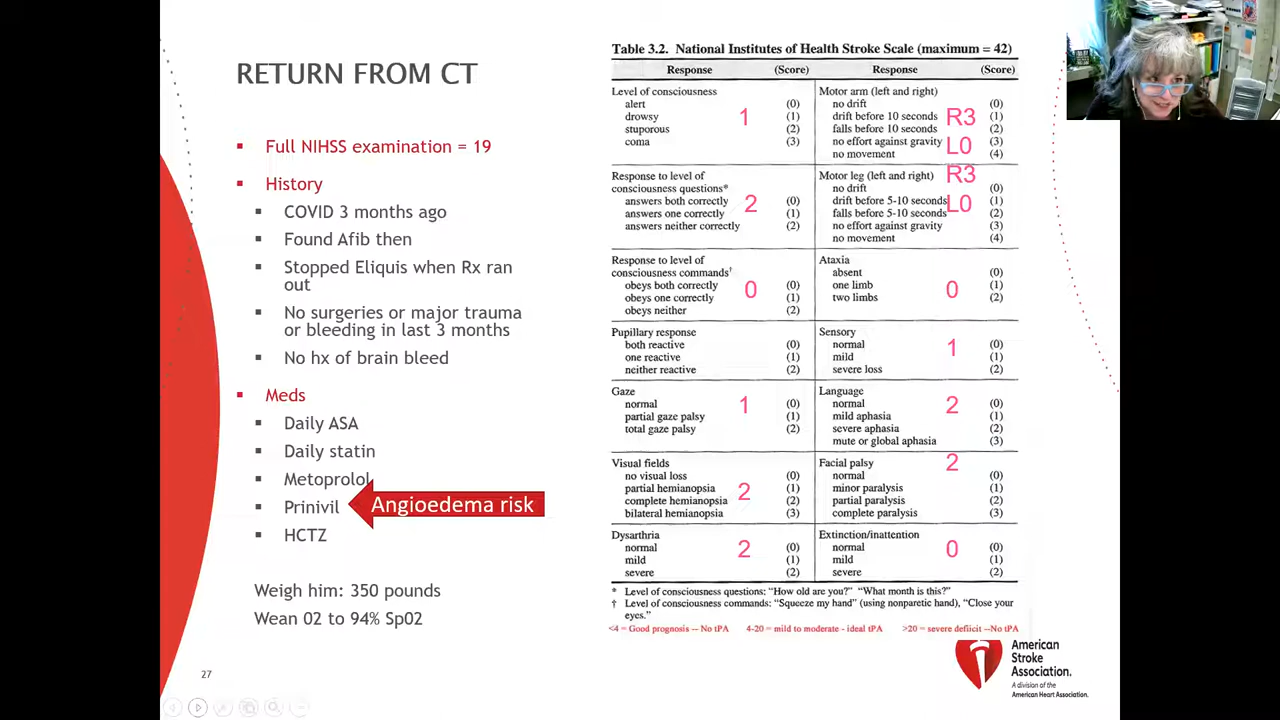 RETURN FROM CT
Full NIHSS examination = 19
History
COVID 3 months ago
Found Afib then
Stopped Eliquis when Rx ran
out
No surgeries or major trauma
or bleeding in last 3 months
No hx of brain bleed
Meds
Daily ASA
Daily statin
Metoprolol
Prinivil
Angioedema risk
HCTZ
Weigh him: 350 pounds
Wean 02 to 94% Sp02
27
Table 3.2. National Institutes of Health Stroke Scale (maximum = 42)
Response (Score)
Level of consciousness
alert (0)
drowsy (1)
stuporous (2)
coma (3)
1
Response to level of
consciousness questions*
answers both correctly (0)
answers one correctly (1)
answers neither correctly (2)
2
Response to level of
consciousness commands†
obeys both correctly (0)
obeys one correctly (1)
obeys neither (2)
0
Pupillary response
both reactive (0)
one reactive (1)
neither reactive (2)
Gaze
normal (0)
partial gaze palsy (1)
total gaze palsy (2)
1
Visual fields
no visual loss (0)
partial hemianopsia (1)
complete hemianopsia (2)
bilateral hemianopsia (3)
2
Dysarthria
normal (0)
mild (1)
severe (2)
2
Response (Score)
Motor arm (left and right)
no drift (0)
drift before 10 seconds (1)
falls before 10 seconds (2)
no effort against gravity (3)
no movement (4)
R3
L0
Motor leg (left and right)
no drift (0)
drift before 5-10 seconds (1)
falls before 5-10 seconds (2)
no effort against gravity (3)
no movement (4)
R3
L0
Ataxia
absent (0)
one limb (1)
two limbs (2)
0
Sensory
normal (0)
mild (1)
severe loss (2)
1
Language
normal (0)
mild aphasia (1)
severe aphasia (2)
mute or global aphasia (3)
2
Facial palsy
normal (0)
minor paralysis (1)
partial paralysis (2)
complete paralysis (3)
2
Extinction/inattention
normal (0)
mild (1)
severe (2)
0
* Level of consciousness questions: “How old are you?” “What month is this?”
† Level of consciousness commands: “Squeeze my hand” (using nonparetic hand), “Close your
eyes.”
<4 = Good prognosis -- No tPA 4-20 = mild to moderate - ideal tPA >20 = severe defiicit --No tPA
American
Stroke
Association.
A division of the
American Heart Association.